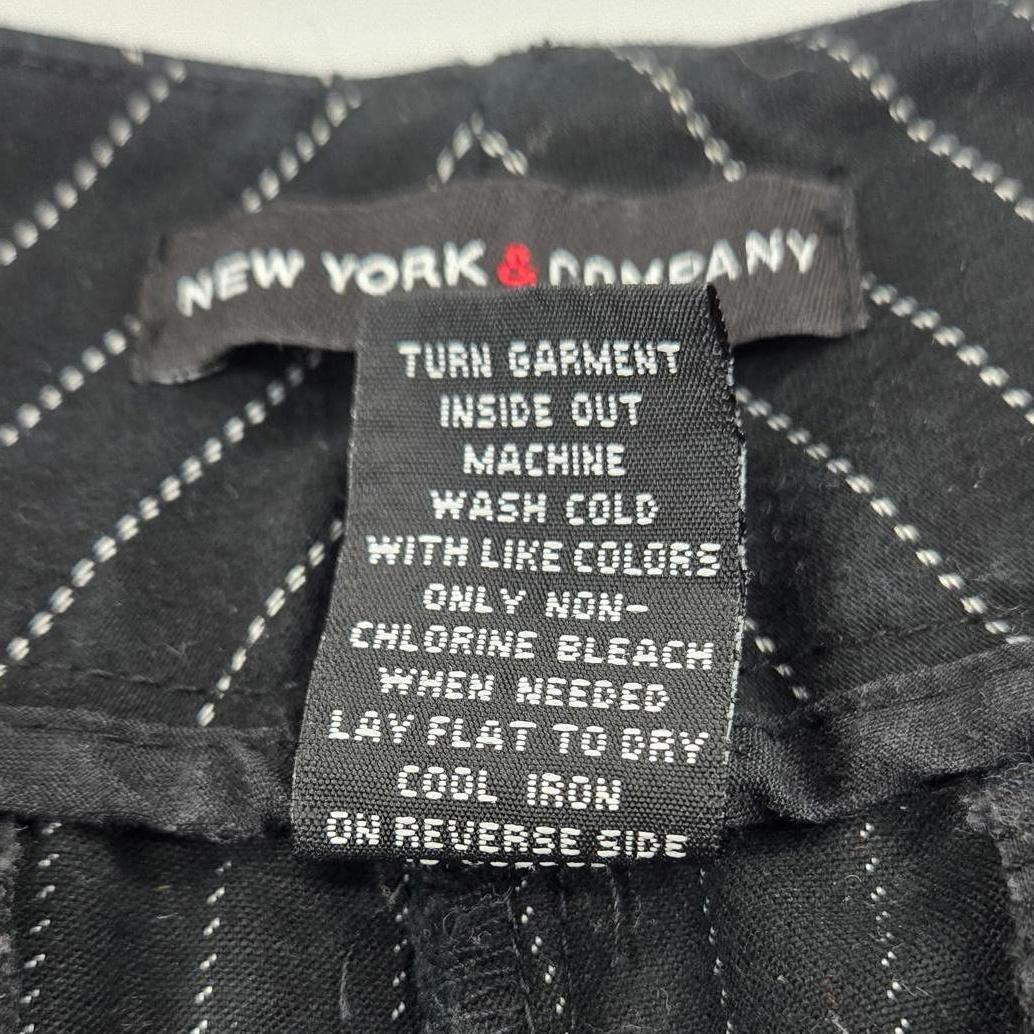 NEW YORK & COMPANY
TURN GARMENT
INSIDE OUT
MACHINE
WASH COLD
WITH LIKE COLORS
ONLY NON-
CHLORINE BLEACH
WHEN NEEDED
LAY FLAT TO DRY
COOL IRON
ON REVERSE SIDE